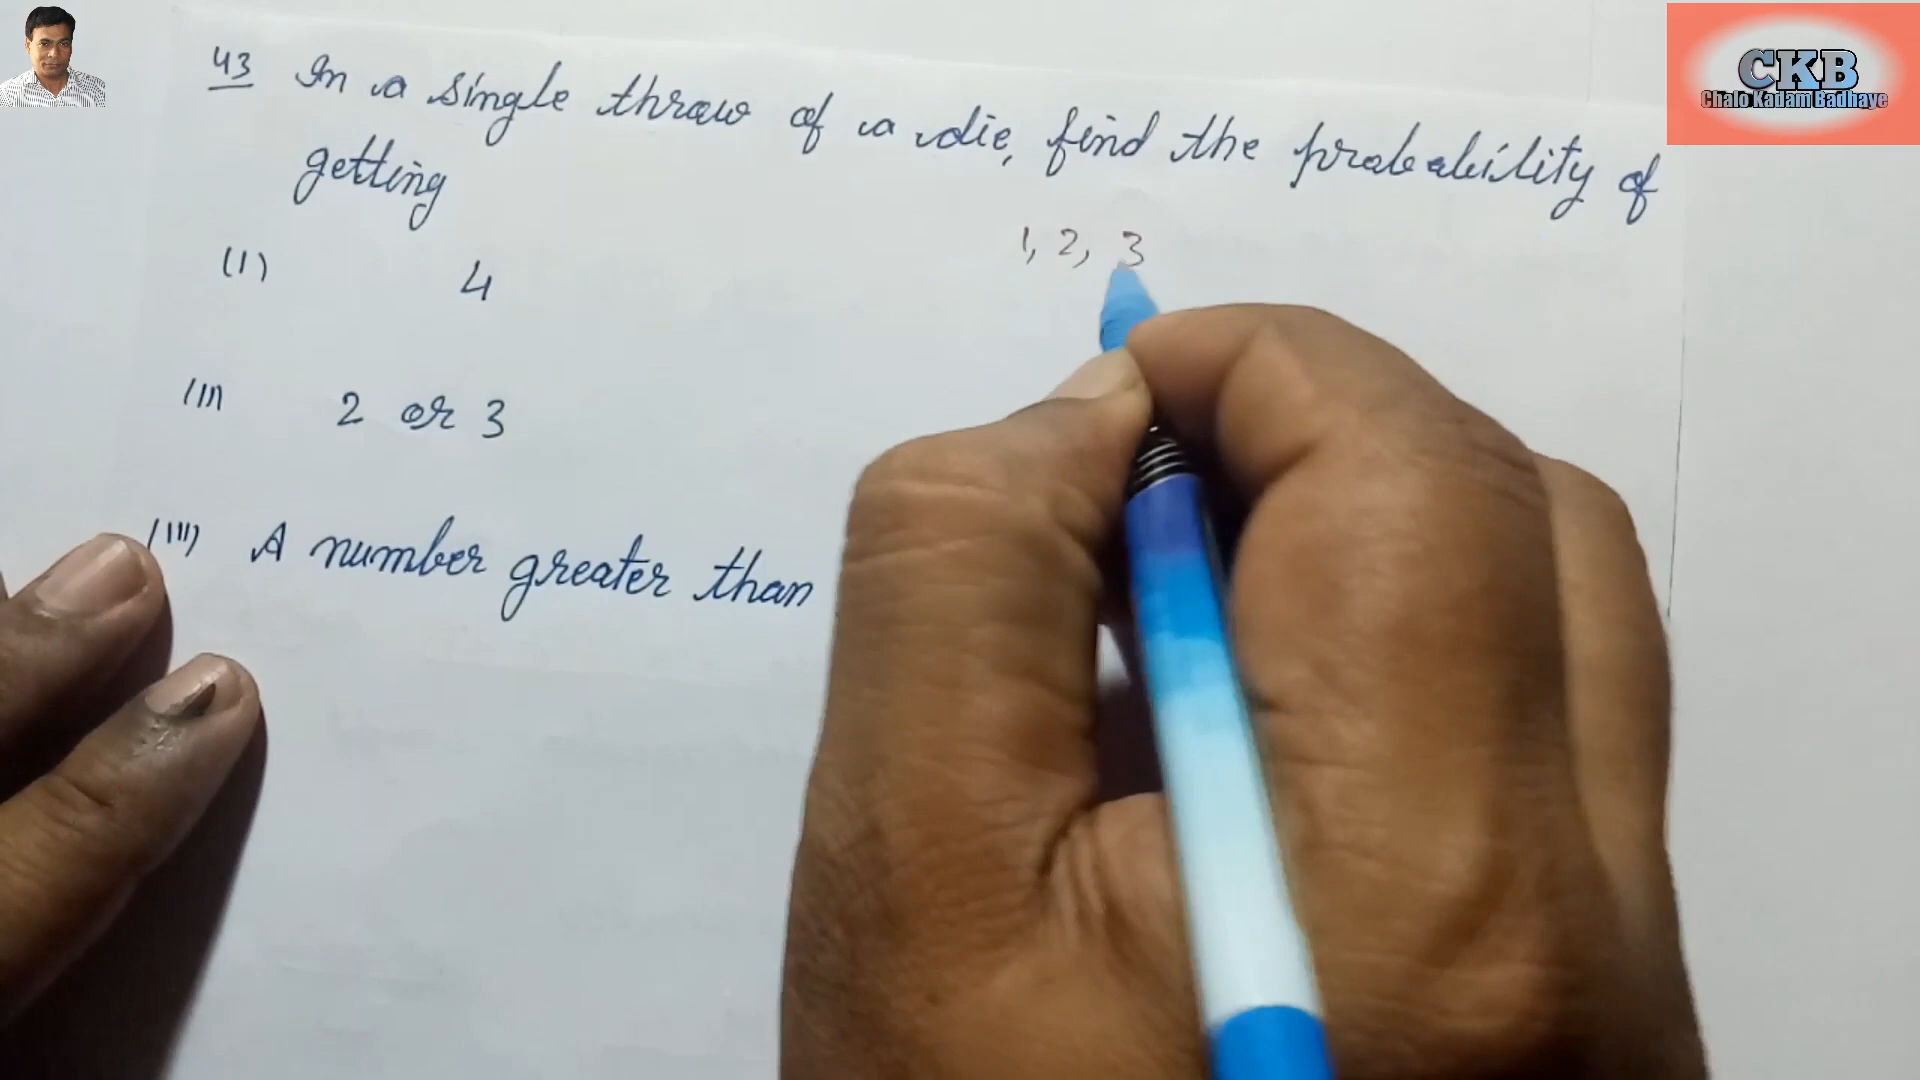 43 In a single throw of a die, find the probability of
getting
1, 2, 3
(I) 4
(II) 2 or 3
(III) A number greater than
CKB
Chalo Kadam Badhaye